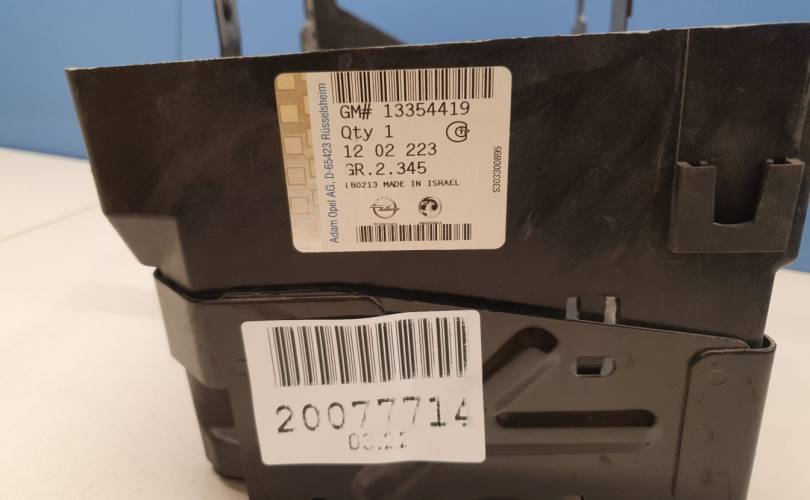 GM# 13354419
Qty 1
12 02 223
GR.2.345
180213 MADE IN ISRAEL
Adam Opel AG, D-65423 Rüsselsheim
S303300895
20077714